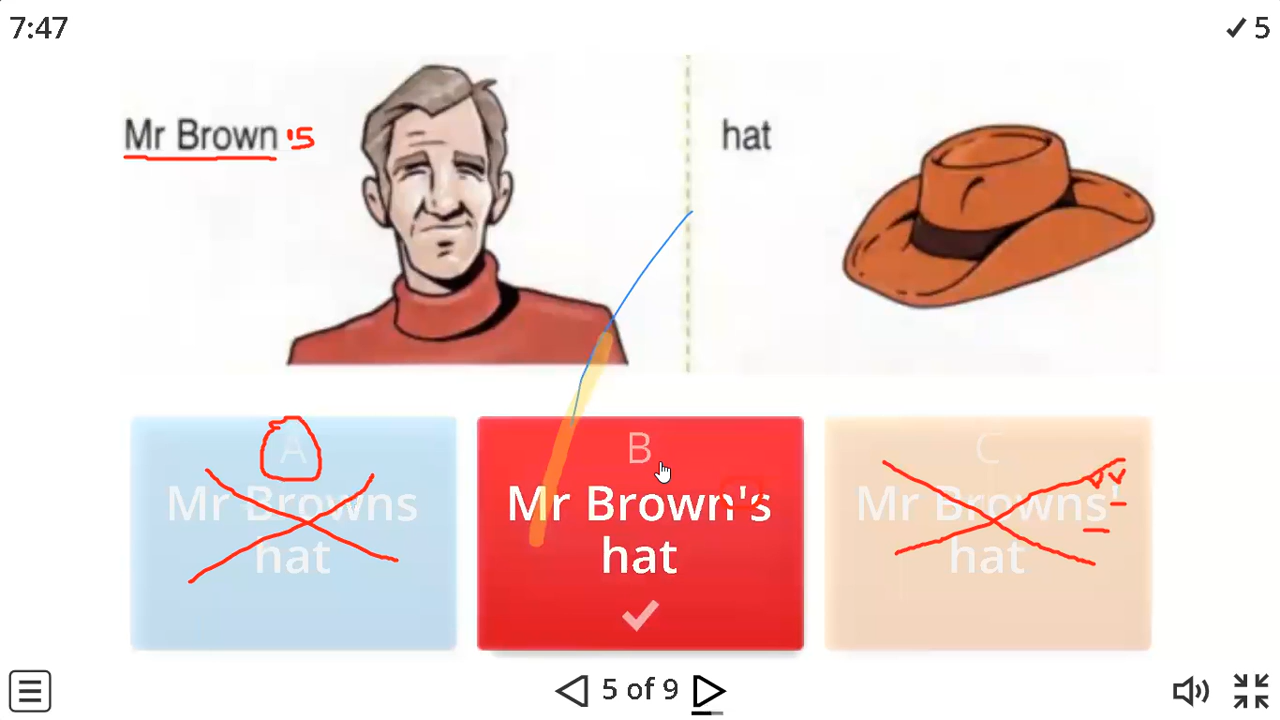 7:47
✓ 5
Mr Brown 's
hat
A
Mr Browns
hat
B
Mr Brown's
hat
C
Mr Browns'
hat
5 of 9